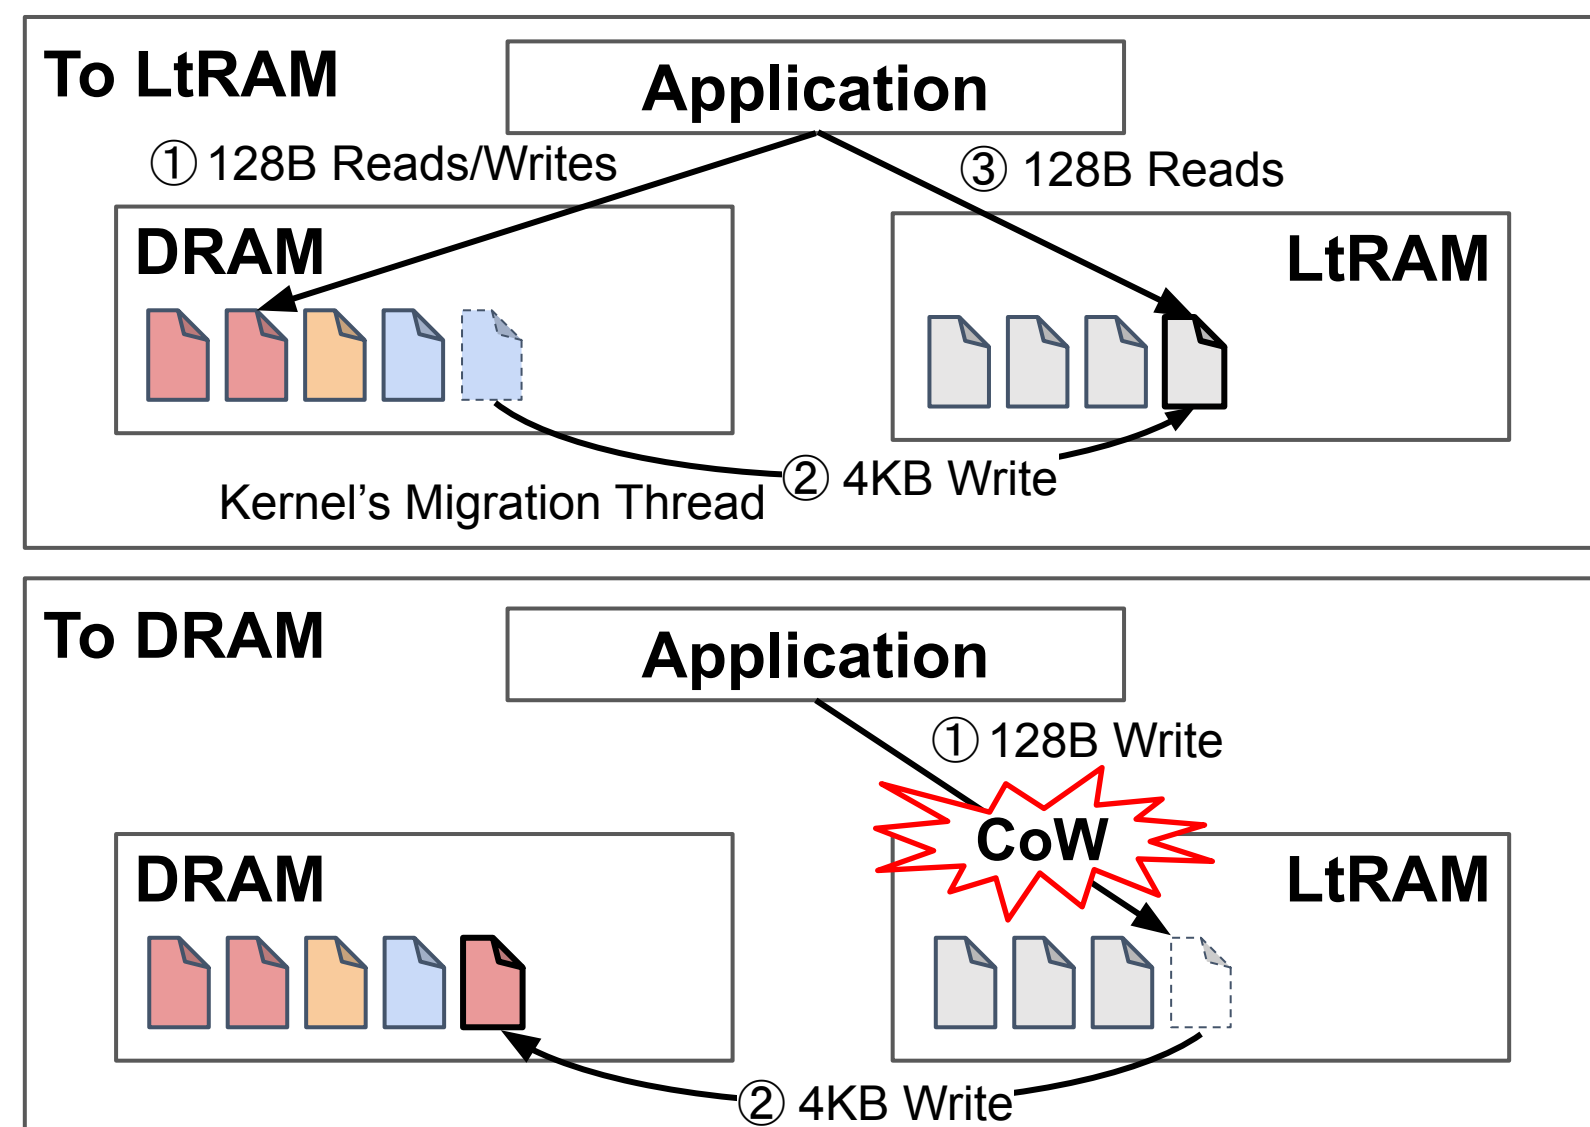 To LtRAM
Application
① 128B Reads/Writes
③ 128B Reads
DRAM
LtRAM
② 4KB Write
Kernel’s Migration Thread
To DRAM
Application
① 128B Write
CoW
DRAM
LtRAM
② 4KB Write